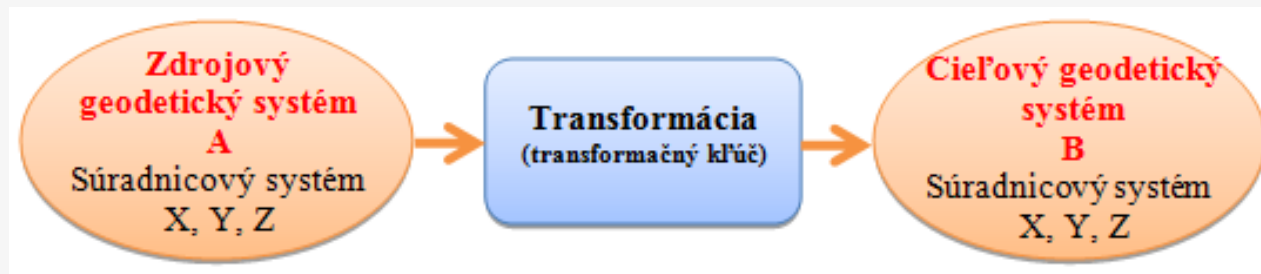 Zdrojový
geodetický systém
A
Súradnicový systém
X, Y, Z
Transformácia
(transformačný kľúč)
Cieľový geodetický
systém
B
Súradnicový systém
X, Y, Z